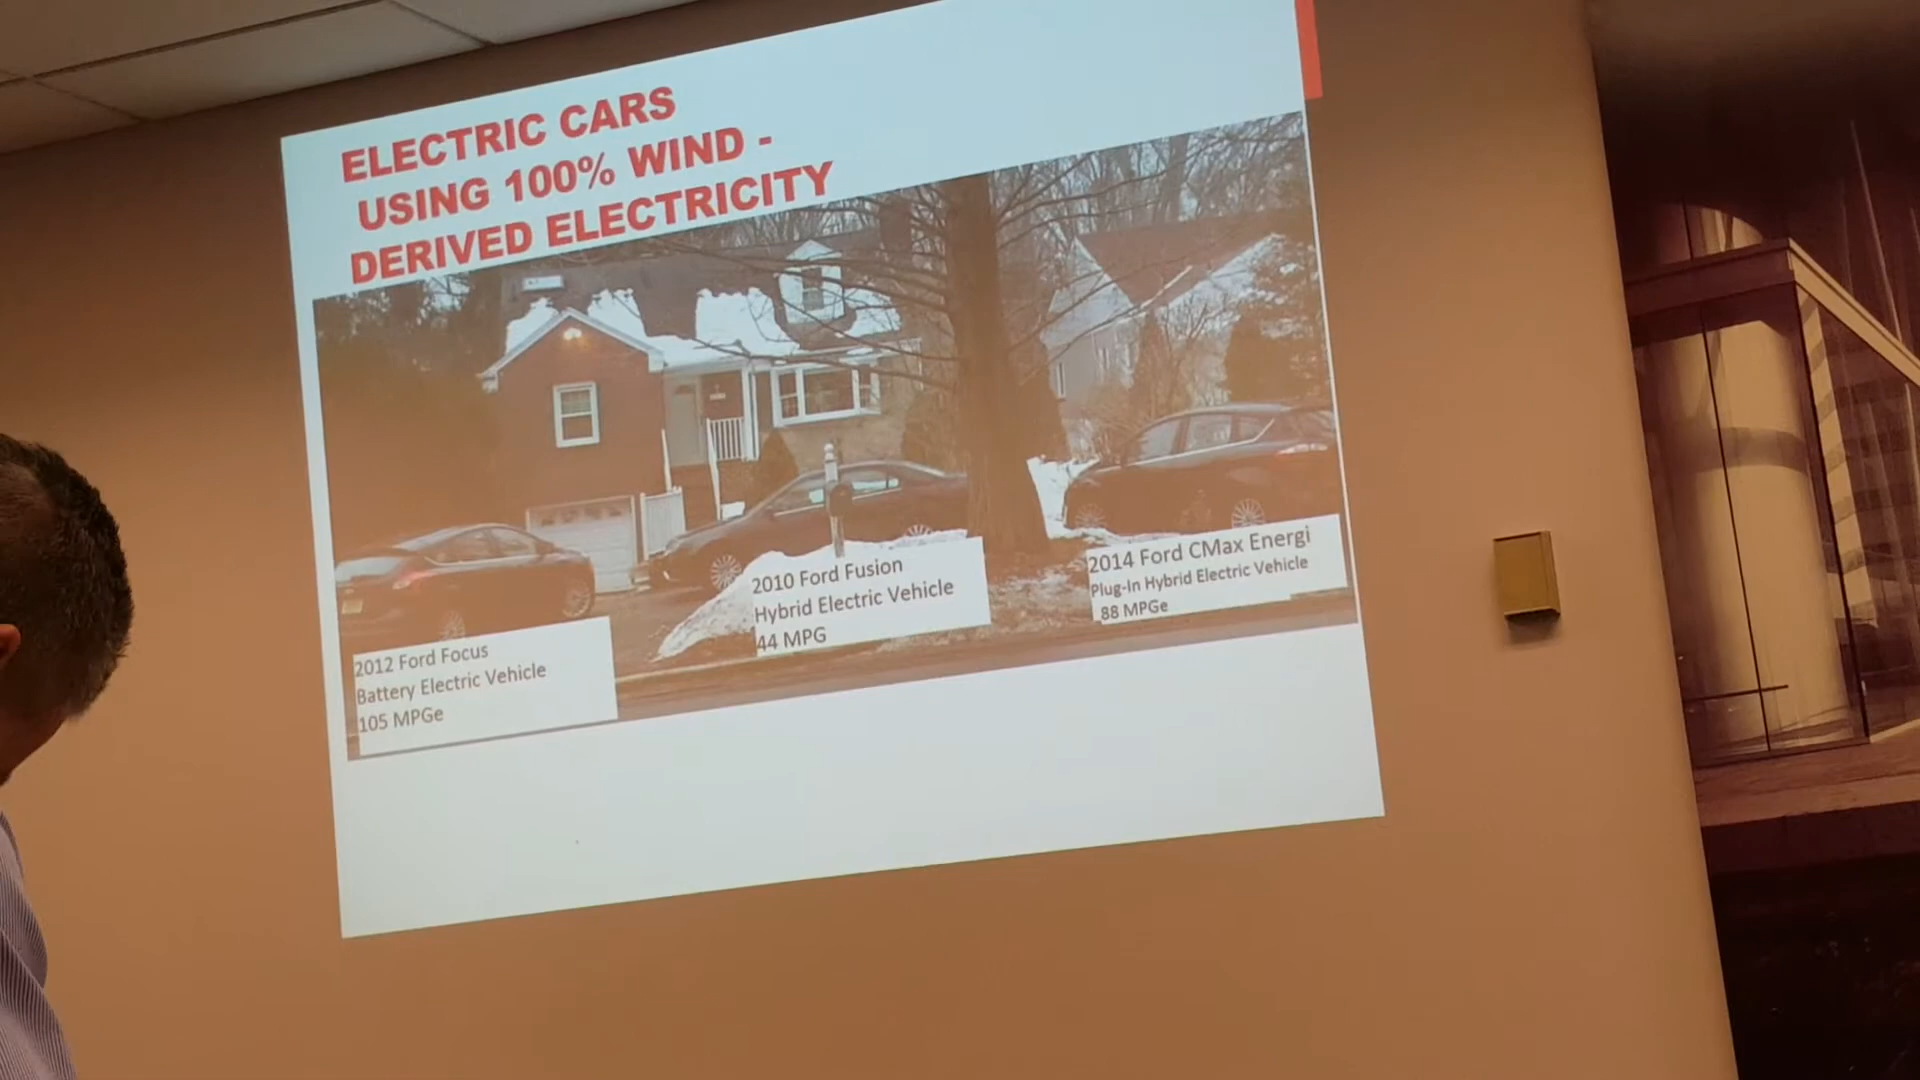 ELECTRIC CARS
USING 100% WIND -
DERIVED ELECTRICITY
2012 Ford Focus
Battery Electric Vehicle
105 MPGe
2010 Ford Fusion
Hybrid Electric Vehicle
44 MPG
2014 Ford CMax Energi
Plug-In Hybrid Electric Vehicle
88 MPGe